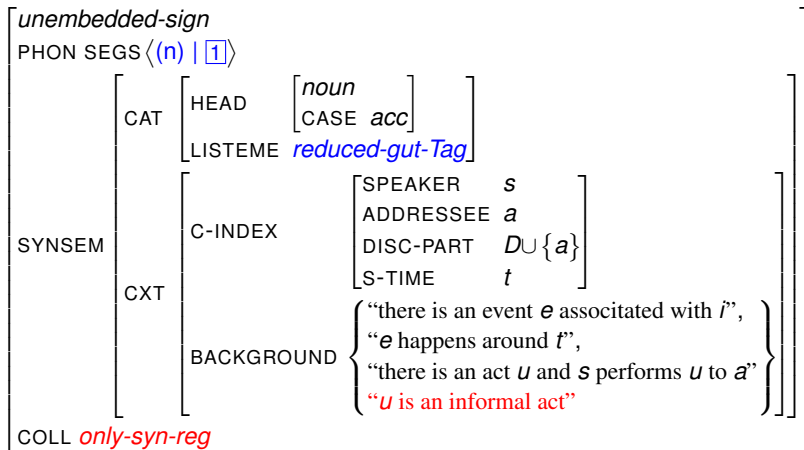 unembedded-sign
PHON SEGS ⟨(n) | 1⟩
SYNSEM
CAT
HEAD
noun
CASE acc
LISTEME reduced-gut-Tag
CXT
C-INDEX
SPEAKER s
ADDRESSEE a
DISC-PART D∪{a}
S-TIME t
BACKGROUND
“there is an event e associtated with i”,
“e happens around t”,
“there is an act u and s performs u to a”
“u is an informal act”
COLL only-syn-reg